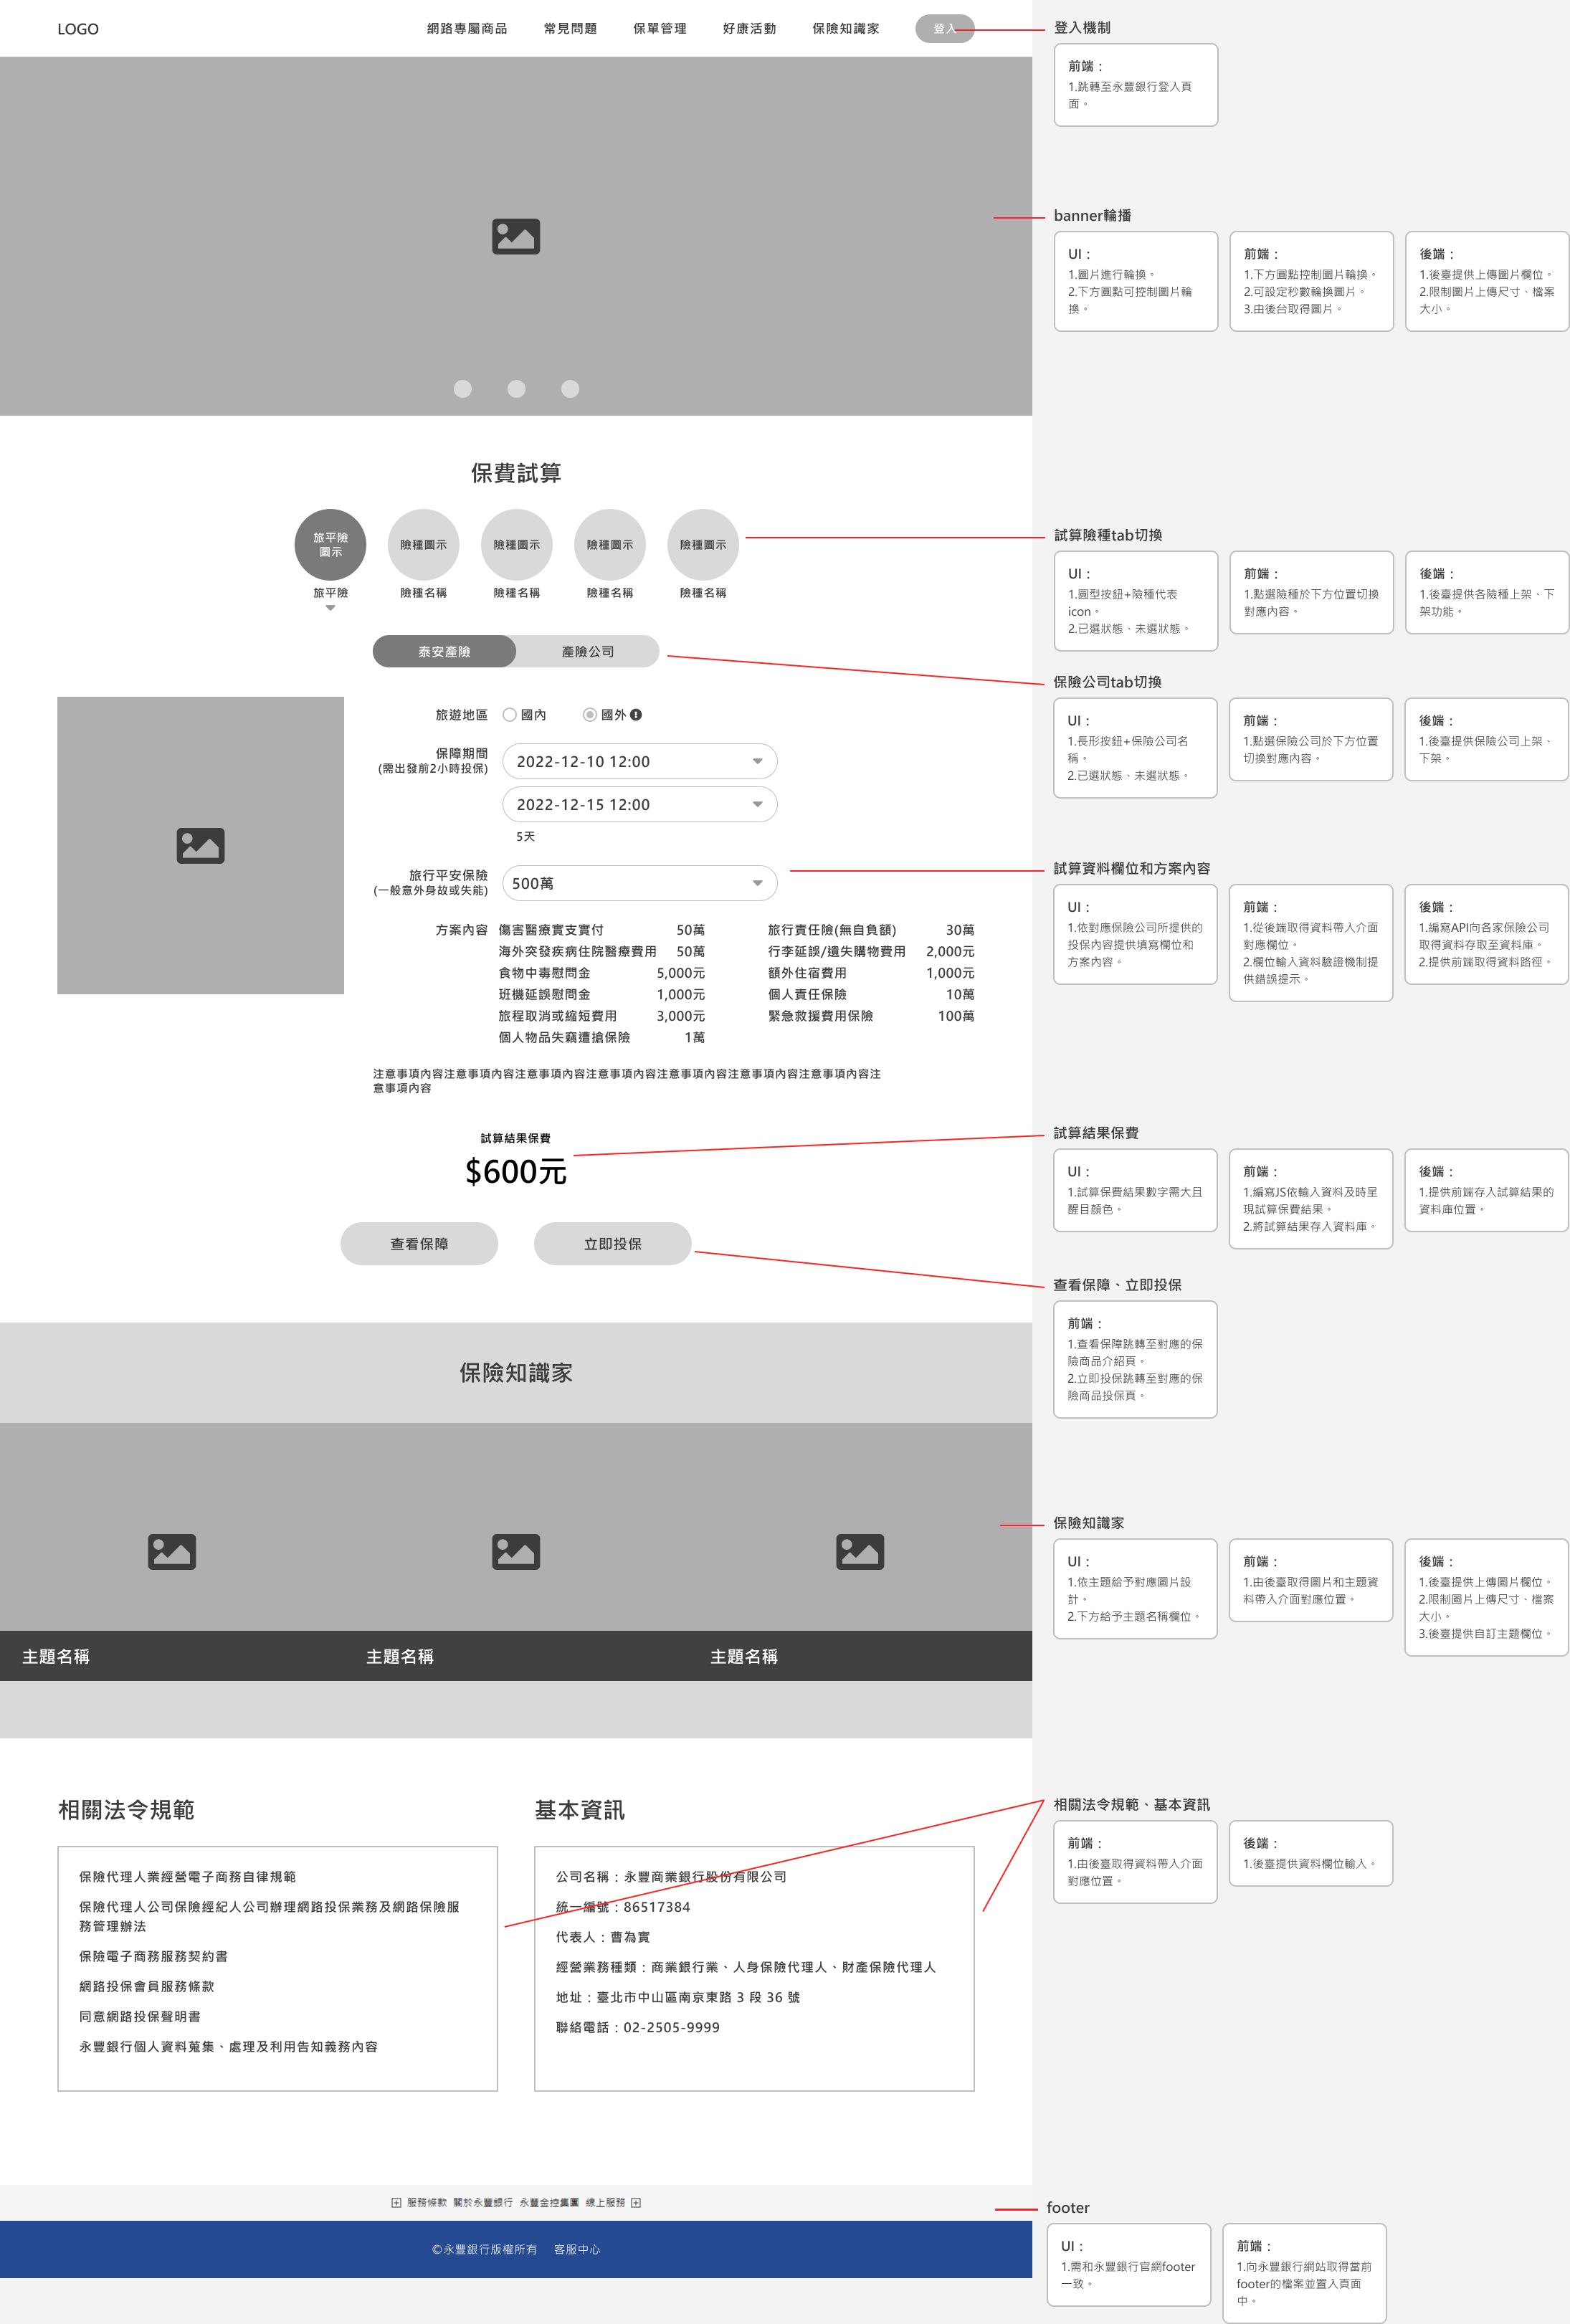 LOGO
網路專屬商品
常見問題
保單管理
好康活動
保險知識家
登入
登入機制
前端：
1.跳轉至永豐銀行登入頁
面。
banner輪播
UI：
1.圖片進行輪換。
2.下方圓點可控制圖片輪
換。
前端：
1.下方圓點控制圖片輪換。
2.可設定秒數輪換圖片。
3.由後台取得圖片。
後端：
1.後臺提供上傳圖片欄位。
2.限制圖片上傳尺寸、檔案
大小。
保費試算
旅平險
圖示
險種圖示
險種圖示
險種圖示
險種圖示
旅平險
險種名稱
險種名稱
險種名稱
險種名稱
試算險種tab切換
UI：
1.圓型按鈕+險種代表
icon。
2.已選狀態、未選狀態。
前端：
1.點選險種於下方位置切換
對應內容。
後端：
1.後臺提供各險種上架、下
架功能。
泰安產險
產險公司
保險公司tab切換
UI：
1.長形按鈕+保險公司名
稱。
2.已選狀態、未選狀態。
前端：
1.點選保險公司於下方位置
切換對應內容。
後端：
1.後臺提供保險公司上架、
下架。
旅遊地區
國內
國外
保障期間
(需出發前2小時投保)
2022-12-10 12:00
2022-12-15 12:00
5天
旅行平安保險
(一般意外身故或失能)
500萬
試算資料欄位和方案內容
UI：
1.依對應保險公司所提供的
投保內容提供填寫欄位和
方案內容。
前端：
1.從後端取得資料帶入介面
對應欄位。
2.欄位輸入資料驗證機制提
供錯誤提示。
後端：
1.編寫API向各家保險公司
取得資料存取至資料庫。
2.提供前端取得資料路徑。
方案內容
傷害醫療實支實付 50萬
海外突發疾病住院醫療費用 50萬
食物中毒慰問金 5,000元
班機延誤慰問金 1,000元
旅程取消或縮短費用 3,000元
個人物品失竊遭搶保險 1萬
旅行責任險(無自負額) 30萬
行李延誤/遺失購物費用 2,000元
額外住宿費用 1,000元
個人責任保險 10萬
緊急救援費用保險 100萬
注意事項內容注意事項內容注意事項內容注意事項內容注意事項內容注意事項內容注意事項內容注
意事項內容
試算結果保費
$600元
試算結果保費
UI：
1.試算保費結果數字需大且
醒目顏色。
前端：
1.編寫JS依輸入資料及時呈
現試算保費結果。
2.將試算結果存入資料庫。
後端：
1.提供前端存入試算結果的
資料庫位置。
查看保障
立即投保
查看保障、立即投保
前端：
1.查看保障跳轉至對應的保
險商品介紹頁。
2.立即投保跳轉至對應的保
險商品投保頁。
保險知識家
主題名稱
主題名稱
主題名稱
保險知識家
UI：
1.依主題給予對應圖片設
計。
2.下方給予主題名稱欄位。
前端：
1.由後臺取得圖片和主題資
料帶入介面對應位置。
後端：
1.後臺提供上傳圖片欄位。
2.限制圖片上傳尺寸、檔案
大小。
3.後臺提供自訂主題欄位。
相關法令規範
保險代理人業經營電子商務自律規範
保險代理人公司保險經紀人公司辦理網路投保業務及網路保險服
務管理辦法
保險電子商務服務契約書
網路投保會員服務條款
同意網路投保聲明書
永豐銀行個人資料蒐集、處理及利用告知義務內容
基本資訊
公司名稱：永豐商業銀行股份有限公司
統一編號：86517384
代表人：曹為實
經營業務種類：商業銀行業、人身保險代理人、財產保險代理人
地址：臺北市中山區南京東路 3 段 36 號
聯絡電話：02-2505-9999
相關法令規範、基本資訊
前端：
1.由後臺取得資料帶入介面
對應位置。
後端：
1.後臺提供資料欄位輸入。
服務條款 關於永豐銀行 永豐金控集團 線上服務
©永豐銀行版權所有 客服中心
footer
UI：
1.需和永豐銀行官網footer
一致。
前端：
1.向永豐銀行網站取得當前
footer的檔案並置入頁面
中。